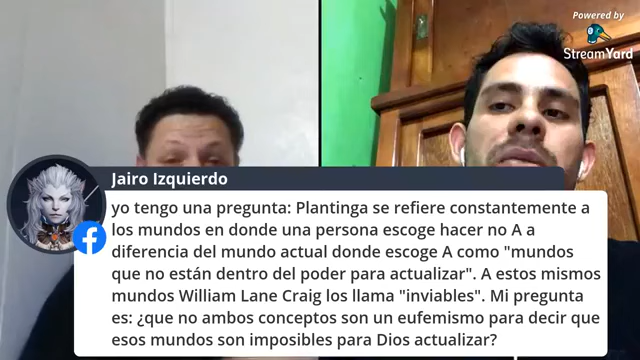 Powered by
StreamYard
Jairo Izquierdo
yo tengo una pregunta: Plantinga se refiere constantemente a
los mundos en donde una persona escoge hacer no A a
diferencia del mundo actual donde escoge A como "mundos
que no están dentro del poder para actualizar". A estos mismos
mundos William Lane Craig los llama "inviables". Mi pregunta
es: ¿que no ambos conceptos son un eufemismo para decir que
esos mundos son imposibles para Dios actualizar?